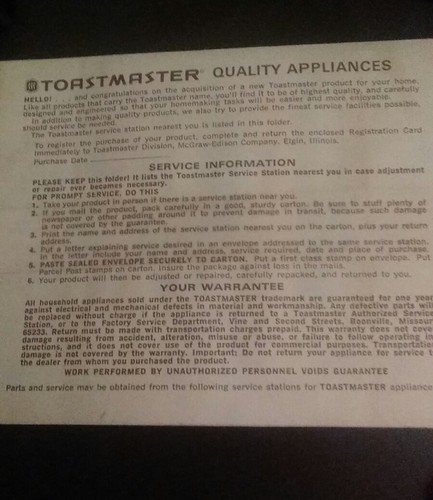 TOASTMASTER® QUALITY APPLIANCES
HELLO! . . . and congratulations on the acquisition of a new Toastmaster product for your home.
Like all products that carry the Toastmaster name, you'll find it to be of highest quality, and carefully
designed and engineered so that your homemaking tasks will be easier and more enjoyable.
In addition to making quality products, we also try to provide the finest service facilities possible,
should service be needed.
The Toastmaster service station nearest you is listed in this folder.
To register the purchase of your product, complete and return the enclosed Registration Card
immediately to Toastmaster Division, McGraw-Edison Company, Elgin, Illinois.
Purchase Date
SERVICE INFORMATION
PLEASE KEEP this folder! It lists the Toastmaster Service Station nearest you in case adjustment
or repair ever becomes necessary.
FOR PROMPT SERVICE, DO THIS
1. Take your product in person if there is a service station near you.
2. If you mail the product, pack carefully in a good, sturdy carton. Be sure to stuff plenty of
newspaper or other padding around it to prevent damage in transit, because such damage
is not covered by the guarantee.
3. Print the name and address of the service station nearest you on the carton, plus your return
address.
4. Put a letter explaining service desired in an envelope addressed to the same service station.
In the letter include your name and address, service required, date and place of purchase.
5. PASTE SEALED ENVELOPE SECURELY TO CARTON. Put a first class stamp on envelope. Put
Parcel Post stamps on carton. Insure the package against loss in the mails.
6. Your product will then be adjusted or repaired, carefully repacked, and returned to you.
YOUR WARRANTEE
All household appliances sold under the TOASTMASTER trademark are guaranteed for one year
against electrical and mechanical defects in material and workmanship. Any defective parts will
be replaced without charge if the appliance is returned to a Toastmaster Authorized Service
Station, or to the Factory Service Department, Vine and Second Streets, Boonville, Missouri
65233. Return must be made with transportation charges prepaid. This warranty does not cover
damage resulting from accident, alteration, misuse or abuse, or failure to follow operating in-
structions, and it does not cover use of the product for commercial purposes. Transportation
damage is not covered by the warranty. Important: Do not return your appliance for service to
the dealer from whom you purchased the product.
WORK PERFORMED BY UNAUTHORIZED PERSONNEL VOIDS GUARANTEE
Parts and service may be obtained from the following service stations for TOASTMASTER appliance